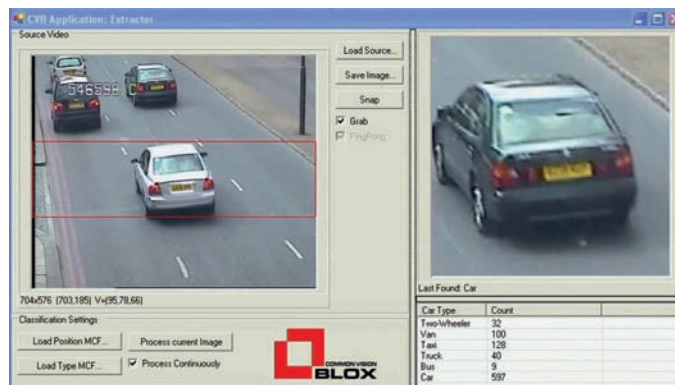 CVB Application: Extractor
Source Video
546598
Load Source...
Save Image...
Snap
Grab
PingPong
704x576 (703,185) V=(95,78,66)
Last Found: Car
Classification Settings
Load Position MCF...
Process current Image
Load Type MCF...
Process Continuously
COMMON VISION
BLOX
Car Type Count
Two-Wheeler 32
Van 100
Taxi 128
Truck 40
Bus 9
Car 597